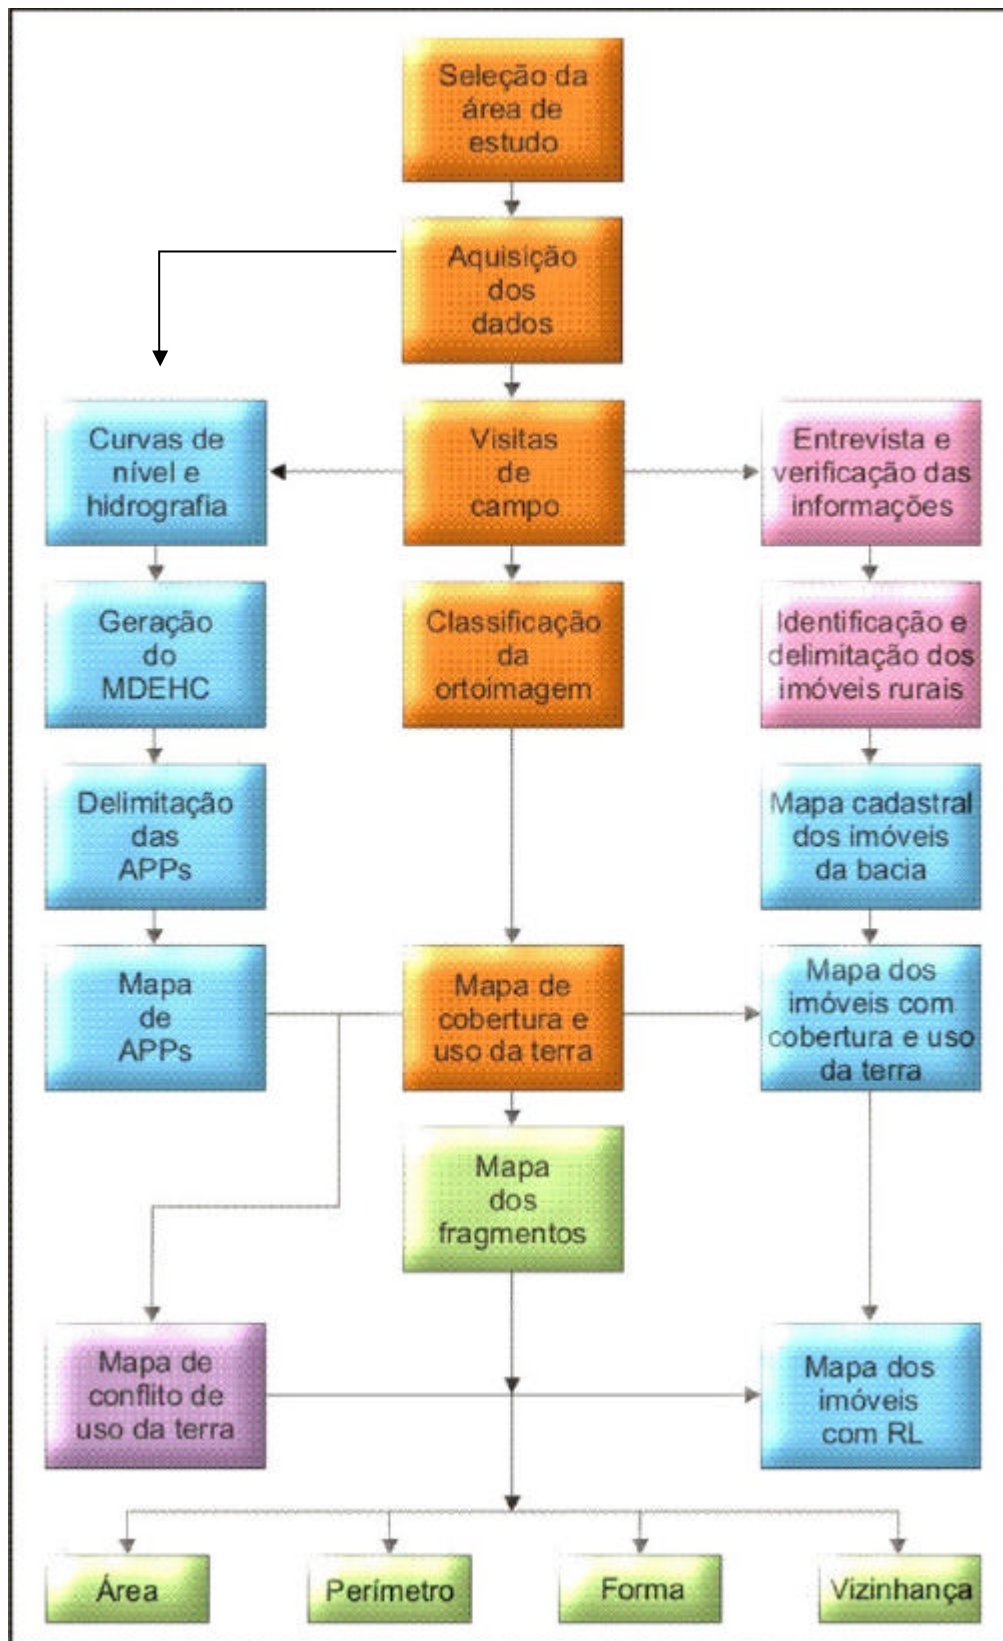 Seleção da
área de
estudo
Aquisição
dos
dados
Curvas de
nível e
hidrografia
Visitas
de
campo
Entrevista e
verificação das
informações
Geração
do
MDEHC
Classificação
da
ortoimagem
Identificação e
delimitação dos
imóveis rurais
Delimitação
das
APPs
Mapa cadastral
dos imóveis
da bacia
Mapa
de
APPs
Mapa de
cobertura e
uso da terra
Mapa dos
imóveis com
cobertura e uso
da terra
Mapa
dos
fragmentos
Mapa de
conflito de
uso da terra
Mapa dos
imóveis
com RL
Área
Perímetro
Forma
Vizinhança